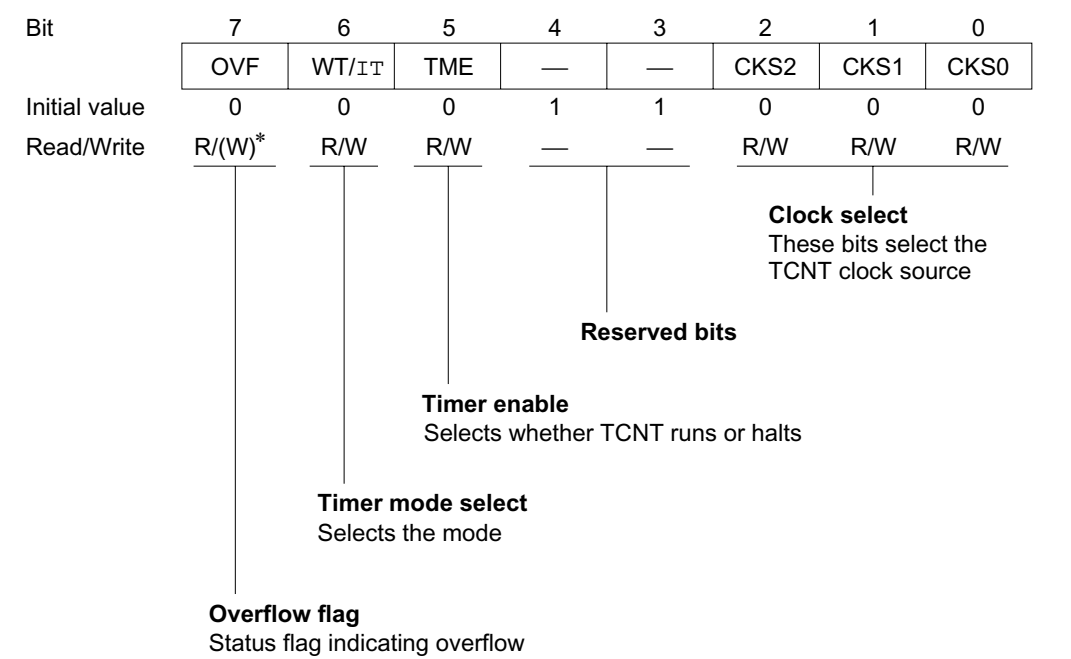 Bit 7 6 5 4 3 2 1 0
OVF WT/IT TME — — CKS2 CKS1 CKS0
Initial value 0 0 0 1 1 0 0 0
Read/Write R/(W)* R/W R/W — — R/W R/W R/W
Clock select
These bits select the
TCNT clock source
Reserved bits
Timer enable
Selects whether TCNT runs or halts
Timer mode select
Selects the mode
Overflow flag
Status flag indicating overflow